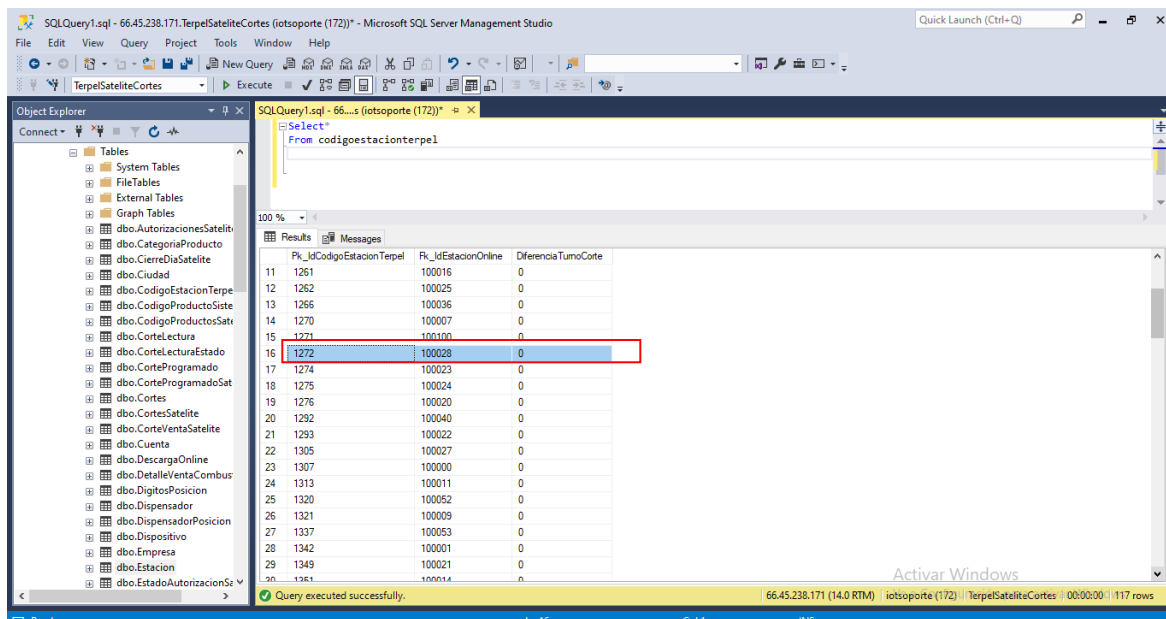 SQLQuery1.sql - 66.45.238.171.TerpelSateliteCortes (iotsoporte (172))* - Microsoft SQL Server Management Studio
Quick Launch (Ctrl+Q)
File Edit View Query Project Tools Window Help
New Query
TerpelSateliteCortes Execute
Object Explorer
SQLQuery1.sql - 66....s (iotsoporte (172))*
Connect
Tables
System Tables
FileTables
External Tables
Graph Tables
dbo.AutorizacionesSatelit
dbo.CategoriaProducto
dbo.CierreDiaSatelite
dbo.Ciudad
dbo.CodigoEstacionTerpe
dbo.CodigoProductoSiste
dbo.CodigoProductosSate
dbo.CorteLectura
dbo.CorteLecturaEstado
dbo.CorteProgramado
dbo.CorteProgramadoSat
dbo.Cortes
dbo.CortesSatelite
dbo.CorteVentaSatelite
dbo.Cuenta
dbo.DescargaOnline
dbo.DetalleVentaCombus
dbo.DigitosPosicion
dbo.Dispensador
dbo.DispensadorPosicion
dbo.Dispositivo
dbo.Empresa
dbo.Estacion
dbo.EstadoAutorizacionSa
Select*
From codigoestacionterpel
100 %
Results Messages
Pk_IdCodigoEstacionTerpel Fk_IdEstacionOnline DiferenciaTurnoCorte
11 1261 100016 0
12 1262 100025 0
13 1266 100036 0
14 1270 100007 0
15 1271 100100 0
16 1272 100028 0
17 1274 100023 0
18 1275 100024 0
19 1276 100020 0
20 1292 100040 0
21 1293 100022 0
22 1305 100027 0
23 1307 100000 0
24 1313 100011 0
25 1320 100052 0
26 1321 100009 0
27 1337 100053 0
28 1342 100001 0
29 1349 100021 0
30 1351 100014 0
Activar Windows
Query executed successfully.
66.45.238.171 (14.0 RTM) iotsoporte (172) TerpelSateliteCortes 00:00:00 117 rows